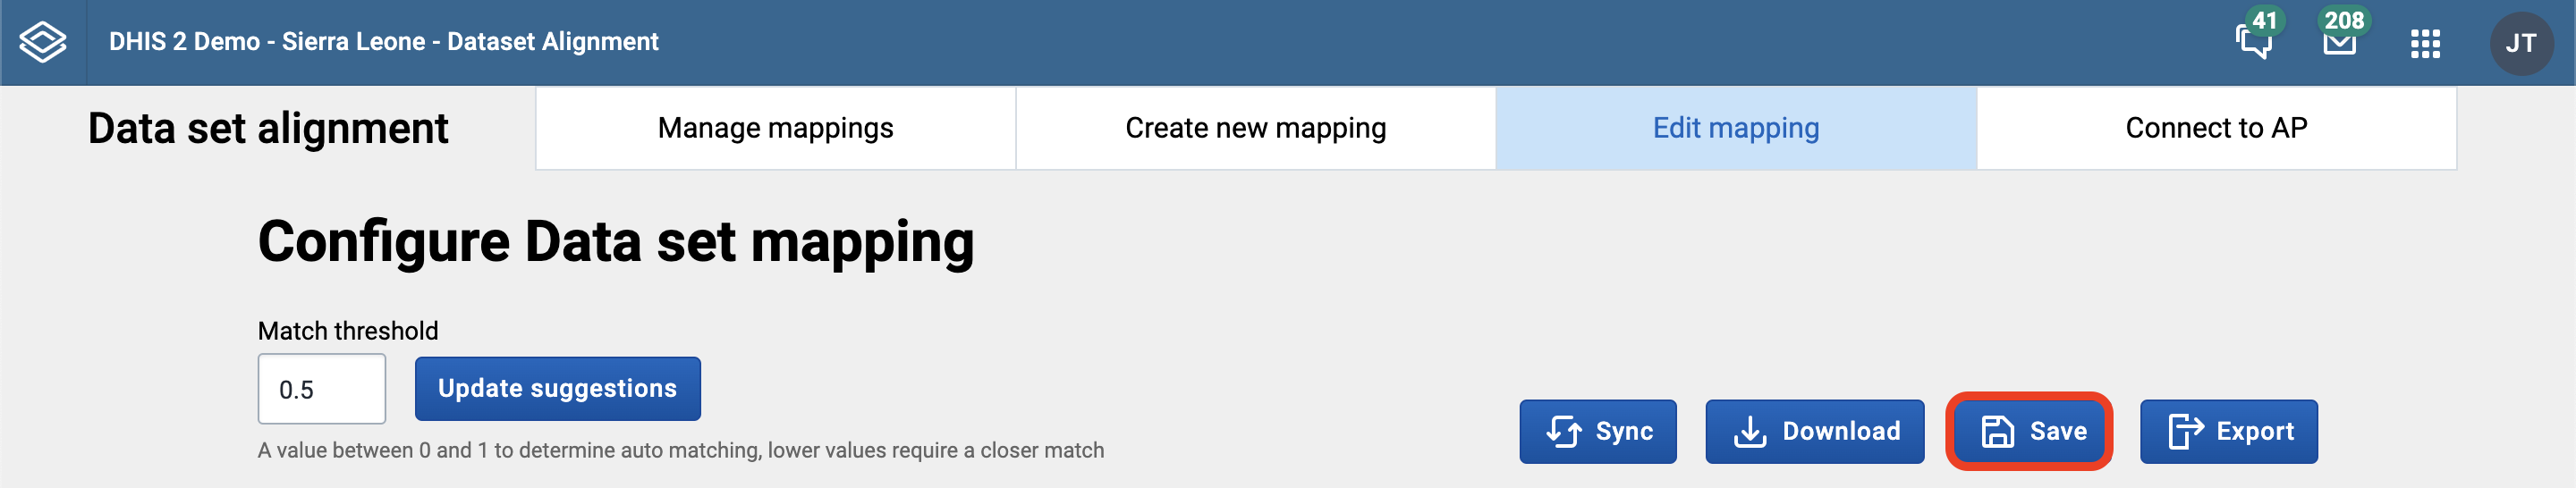 DHIS 2 Demo - Sierra Leone - Dataset Alignment
41
208
JT
Data set alignment
Manage mappings
Create new mapping
Edit mapping
Connect to AP
Configure Data set mapping
Match threshold
0.5
Update suggestions
Sync
Download
Save
Export
A value between 0 and 1 to determine auto matching, lower values require a closer match